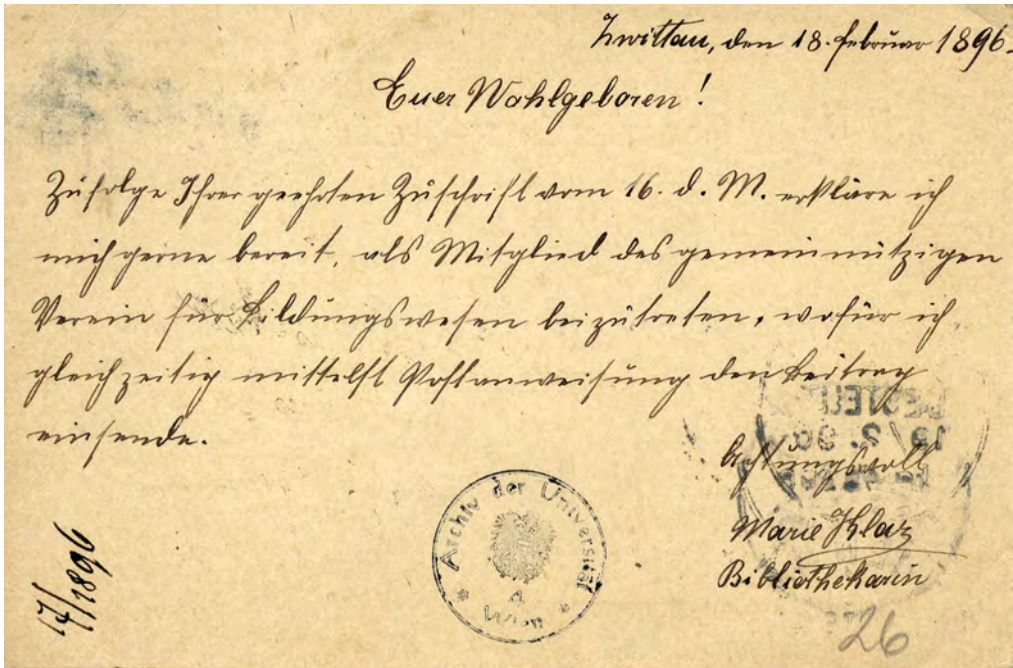 Zwittau, den 18. Februar 1896.
Euer Wohlgeboren!
Zufolge Ihrer geehrten Zuschrift vom 16. d. M. erkläre ich
mich gerne bereit, als Mitglied des gemeinnützigen
Verein für Bildungswesen beizutreten, wofür ich
gleichzeitig mittelst Postanweisung den Beitrag
einsende.
Achtungsvoll
Marie Klaz
Bibliothekarin
Archiv der Universität
Wien
17/1896
26